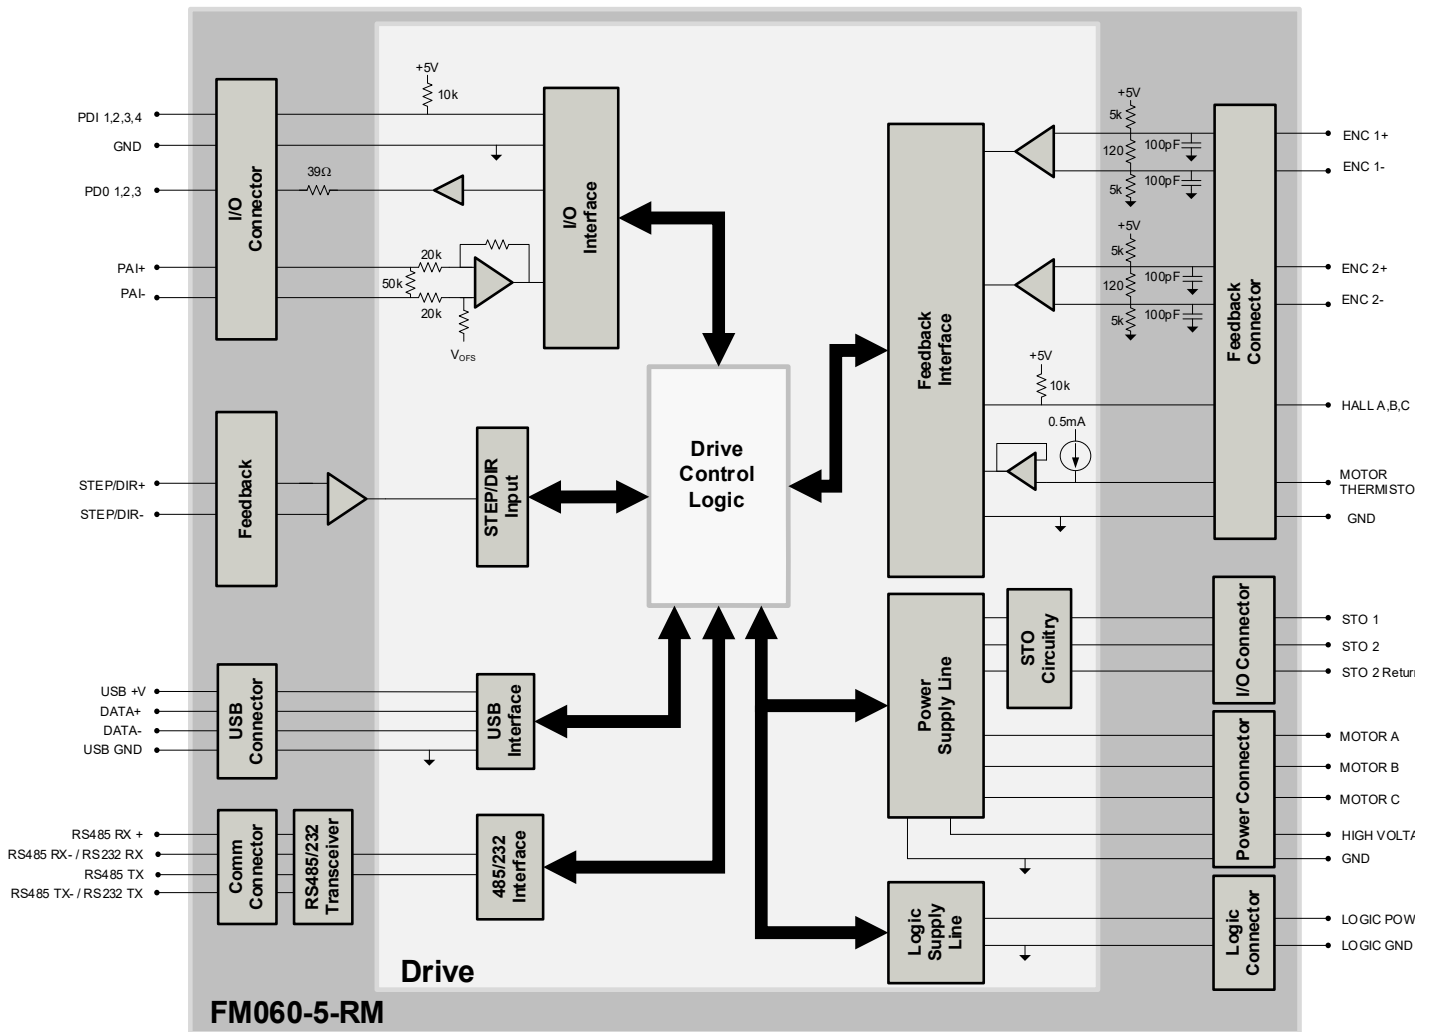 +5V
10k
PDI 1,2,3,4
GND
39Ω
PD0 1,2,3
I/O
Connector
I/O
Interface
PAI+
PAI-
20k
50k
20k
VOFS
+5V
5k
120
5k
100pF
100pF
ENC 1+
ENC 1-
+5V
5k
120
5k
100pF
100pF
ENC 2+
ENC 2-
Feedback
Interface
Feedback
Connector
+5V
10k
HALL A,B,C
0.5mA
MOTOR
THERMISTO
GND
Drive
Control
Logic
STEP/DIR+
STEP/DIR-
Feedback
STEP/DIR
Input
STO
Circuitry
I/O Connector
STO 1
STO 2
STO 2 Retur
USB +V
DATA+
DATA-
USB GND
USB
Connector
USB
Interface
Power
Supply Line
Power Connector
MOTOR A
MOTOR B
MOTOR C
HIGH VOLTA
GND
RS485 RX +
RS485 RX- / RS232 RX
RS485 TX
RS485 TX- / RS232 TX
Comm
Connector
RS485/232
Transceiver
485/232
Interface
Logic
Supply
Line
Logic
Connector
LOGIC POW
LOGIC GND
Drive
FM060-5-RM